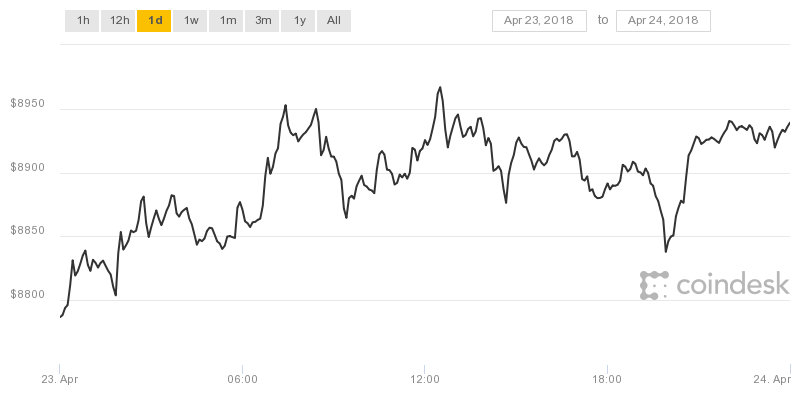 1h 12h 1d 1w 1m 3m 1y All Apr 23, 2018 to Apr 24, 2018
$8950
$8900
$8850
$8800
coindesk
23. Apr 06:00 12:00 18:00 24. Apr